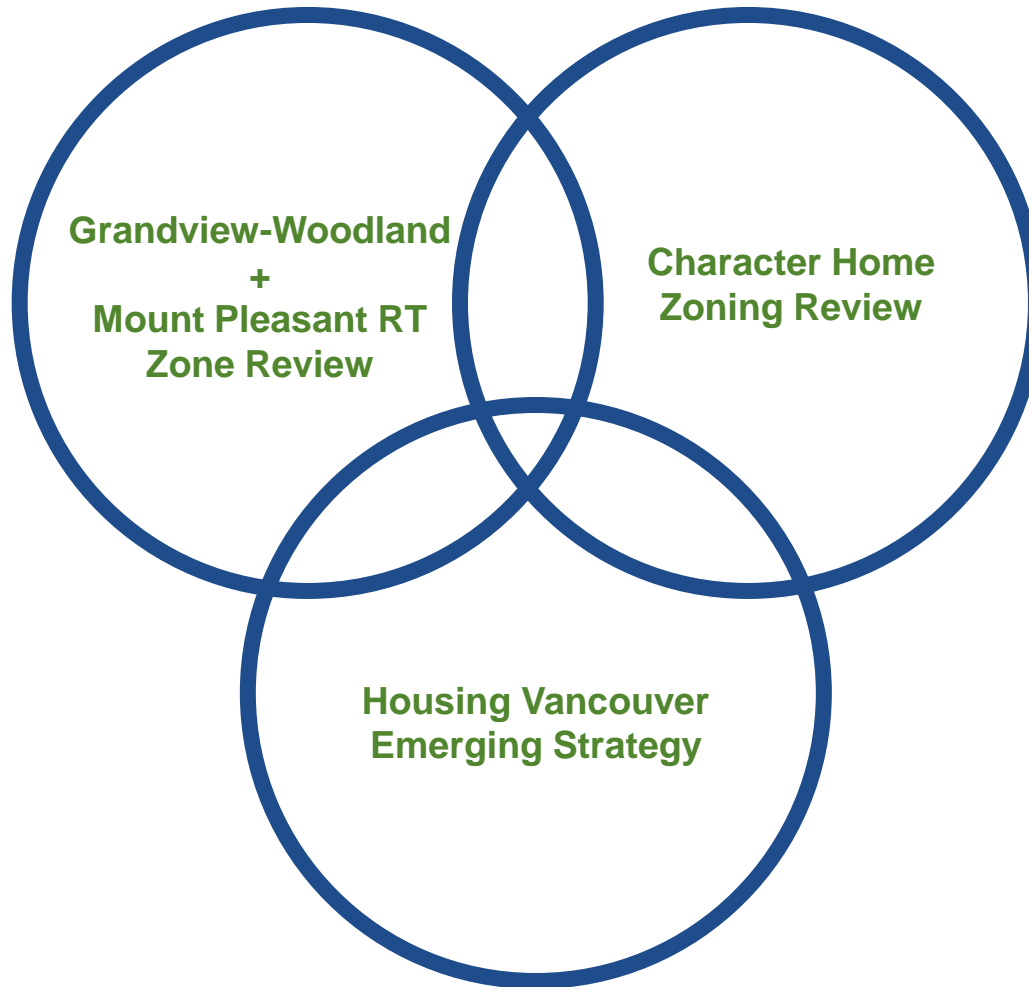 Grandview-Woodland
+
Mount Pleasant RT
Zone Review
Character Home
Zoning Review
Housing Vancouver
Emerging Strategy